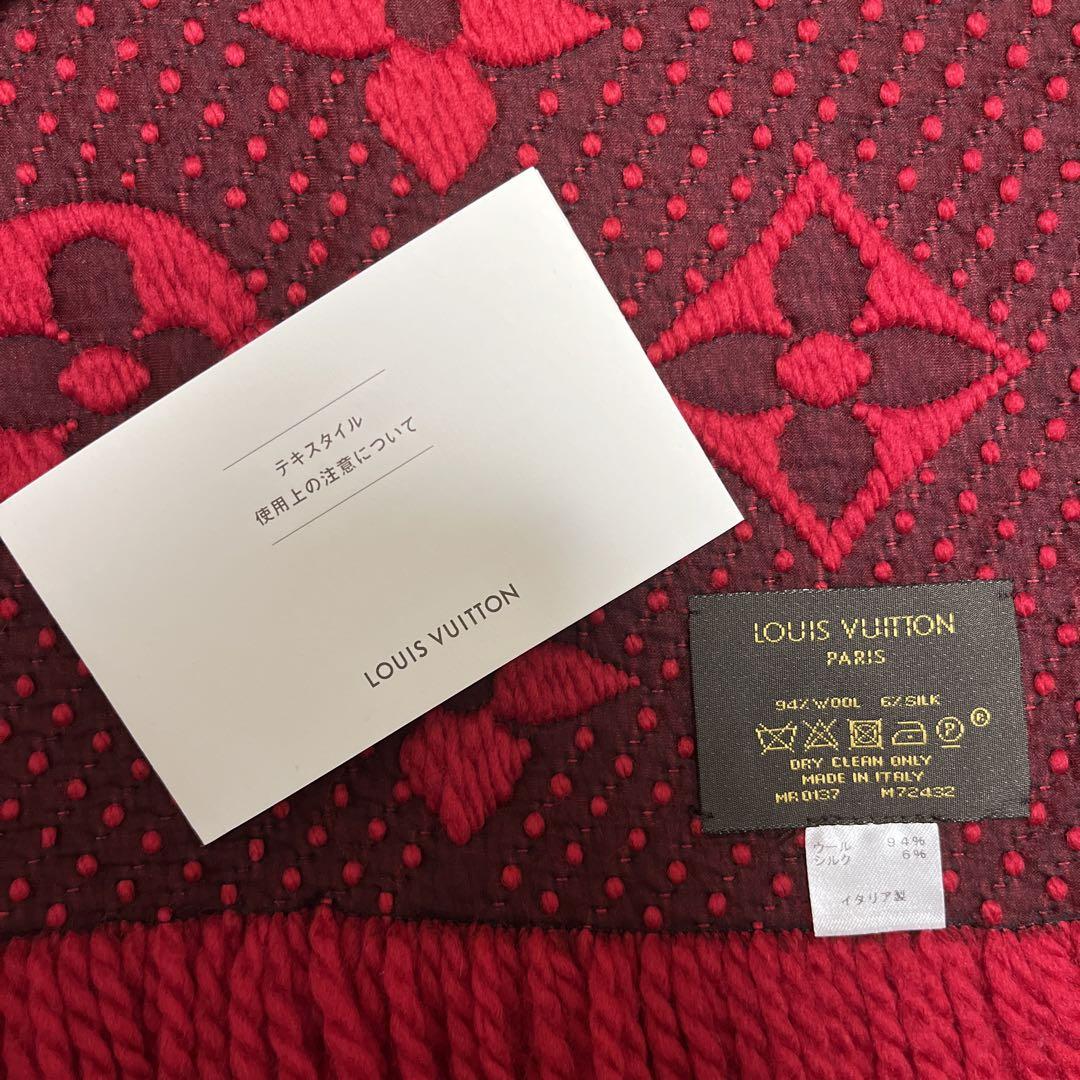 テキスタイル
使用上の注意について
LOUIS VUITTON
LOUIS VUITTON
PARIS
94% WOOL 6% SILK
P ®
DRY CLEAN ONLY
MADE IN ITALY
MR0137 M72432
ウール 94%
シルク 6%
イタリア製